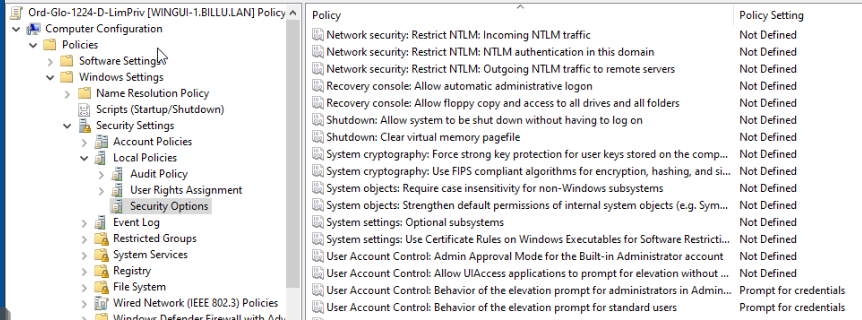 Ord-Glo-1224-D-LimPriv [WINGUI-1.BILLU.LAN] Policy
Computer Configuration
Policies
Software Settings
Windows Settings
Name Resolution Policy
Scripts (Startup/Shutdown)
Security Settings
Account Policies
Local Policies
Audit Policy
User Rights Assignment
Security Options
Event Log
Restricted Groups
System Services
Registry
File System
Wired Network (IEEE 802.3) Policies
Windows Defender Firewall with Adv
Policy Policy Setting
Network security: Restrict NTLM: Incoming NTLM traffic Not Defined
Network security: Restrict NTLM: NTLM authentication in this domain Not Defined
Network security: Restrict NTLM: Outgoing NTLM traffic to remote servers Not Defined
Recovery console: Allow automatic administrative logon Not Defined
Recovery console: Allow floppy copy and access to all drives and all folders Not Defined
Shutdown: Allow system to be shut down without having to log on Not Defined
Shutdown: Clear virtual memory pagefile Not Defined
System cryptography: Force strong key protection for user keys stored on the comp... Not Defined
System cryptography: Use FIPS compliant algorithms for encryption, hashing, and si... Not Defined
System objects: Require case insensitivity for non-Windows subsystems Not Defined
System objects: Strengthen default permissions of internal system objects (e.g. Sym... Not Defined
System settings: Optional subsystems Not Defined
System settings: Use Certificate Rules on Windows Executables for Software Restricti... Not Defined
User Account Control: Admin Approval Mode for the Built-in Administrator account Not Defined
User Account Control: Allow UIAccess applications to prompt for elevation without ... Not Defined
User Account Control: Behavior of the elevation prompt for administrators in Admin... Prompt for credentials
User Account Control: Behavior of the elevation prompt for standard users Prompt for credentials